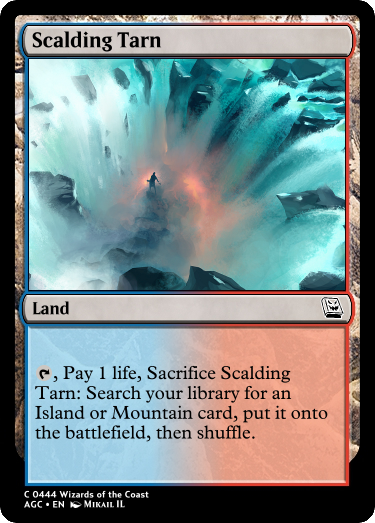 Scalding Tarn
Land
, Pay 1 life, Sacrifice Scalding
Tarn: Search your library for an
Island or Mountain card, put it onto
the battlefield, then shuffle.
C 0444 Wizards of the Coast
AGC • EN Mikail IL